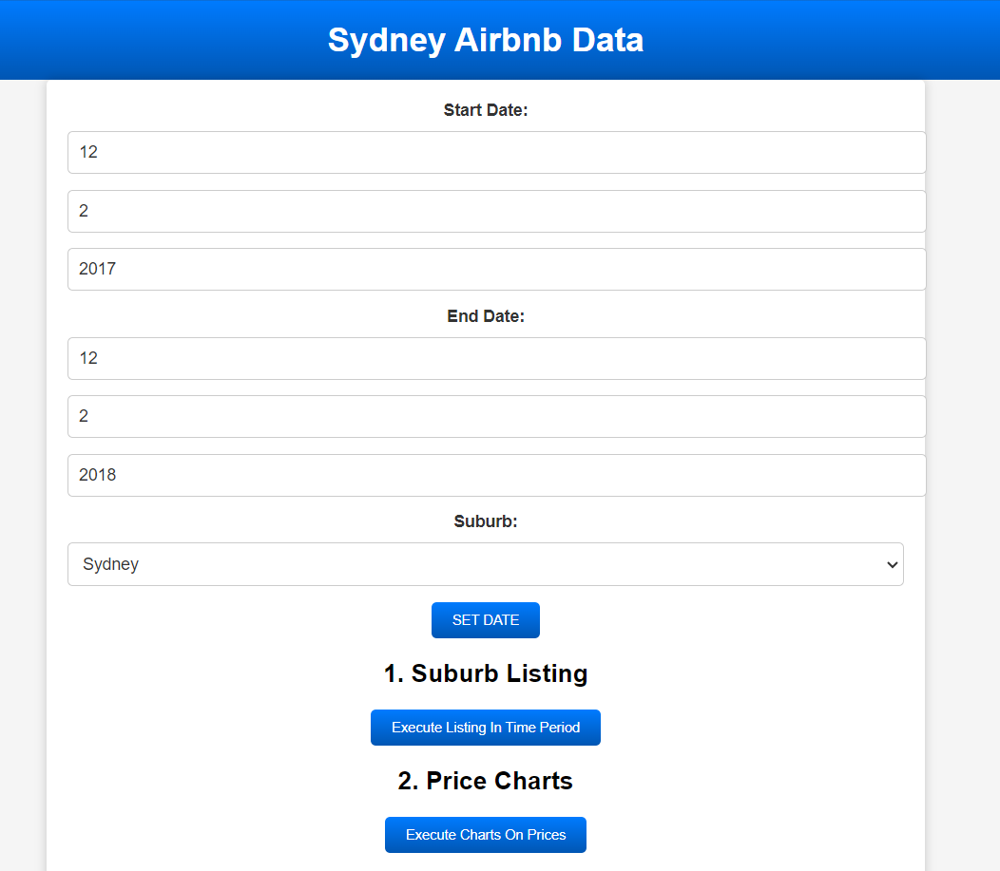 Sydney Airbnb Data
Start Date:
12
2
2017
End Date:
12
2
2018
Suburb:
Sydney
SET DATE
1. Suburb Listing
Execute Listing In Time Period
2. Price Charts
Execute Charts On Prices